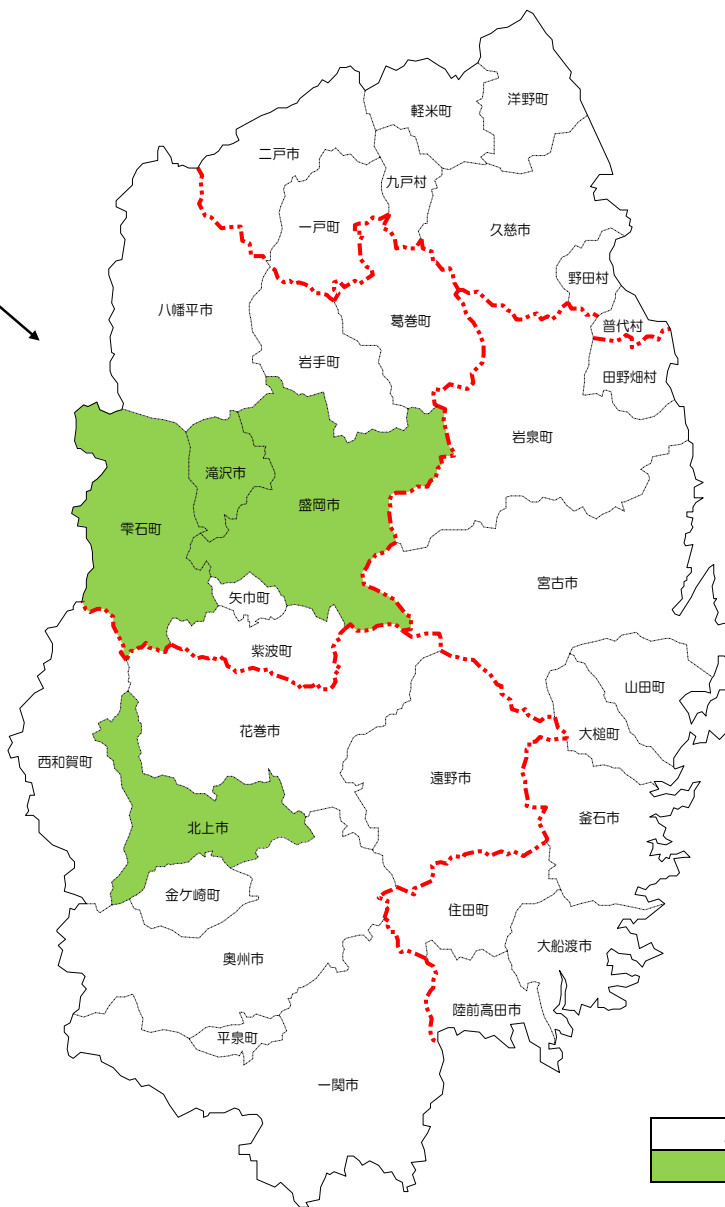 洋野町
軽米町
二戸市
九戸村
一戸町
久慈市
野田村
八幡平市
葛巻町
普代村
岩手町
田野畑村
岩泉町
滝沢市
盛岡市
雫石町
宮古市
矢巾町
紫波町
山田町
花巻市
大槌町
西和賀町
遠野市
釜石市
北上市
金ケ崎町
住田町
大船渡市
奥州市
陸前高田市
平泉町
一関市